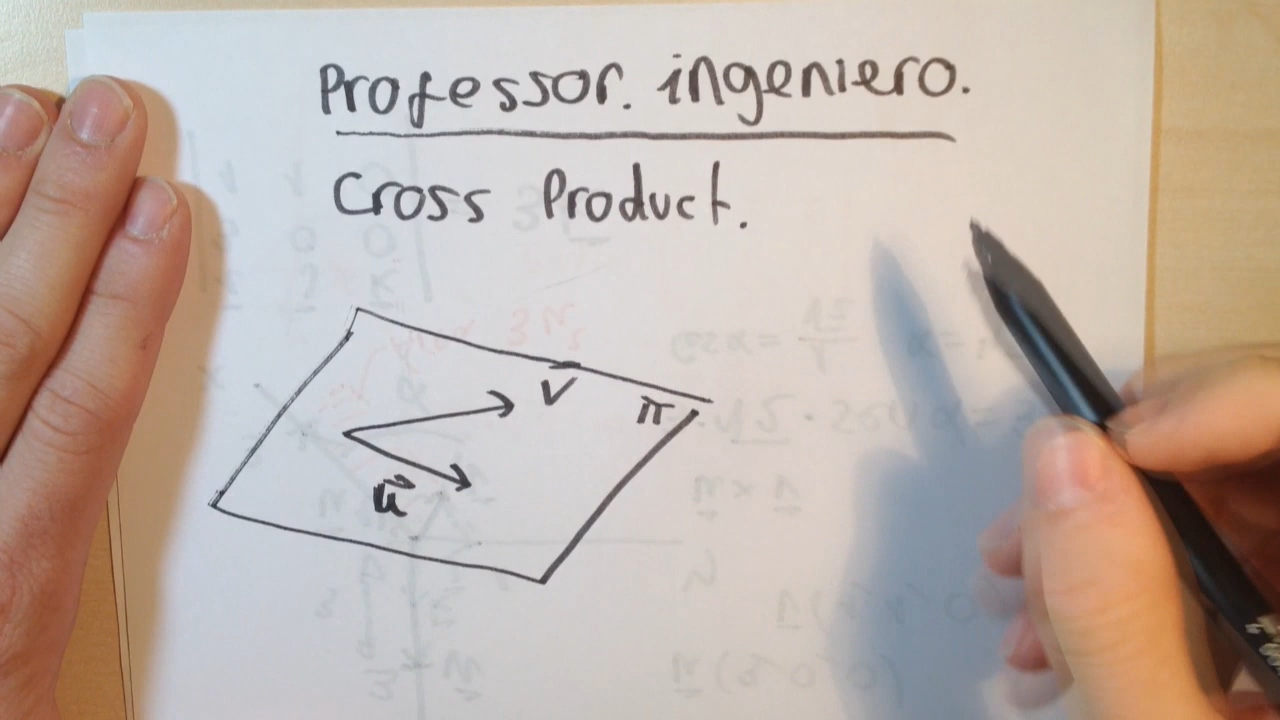 Professor. ingeniero.
Cross Product.
V
π
u⃗